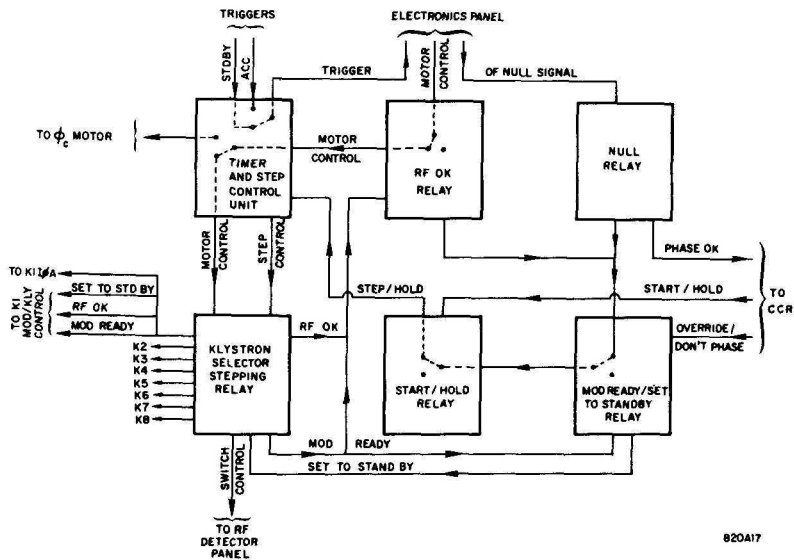 TRIGGERS
ELECTRONICS PANEL
STDBY
ACC
TRIGGER
MOTOR
CONTROL
OF NULL SIGNAL
TO ϕc MOTOR
TIMER
AND STEP
CONTROL
UNIT
MOTOR
CONTROL
RF OK
RELAY
NULL
RELAY
MOTOR
CONTROL
STEP
CONTROL
PHASE OK
TO
CCR
TO K1 IϕA
SET TO STD BY
RF OK
MOD READY
TO K1
MOD/KLY
CONTROL
STEP/HOLD
START / HOLD
OVERRIDE/
DON'T PHASE
K2
K3
K4
K5
K6
K7
K8
KLYSTRON
SELECTOR
STEPPING
RELAY
RF OK
START / HOLD
RELAY
MOD READY/SET
TO STANDBY
RELAY
MOD READY
SET TO STAND BY
SWITCH
CONTROL
TO RF
DETECTOR
PANEL
820A17